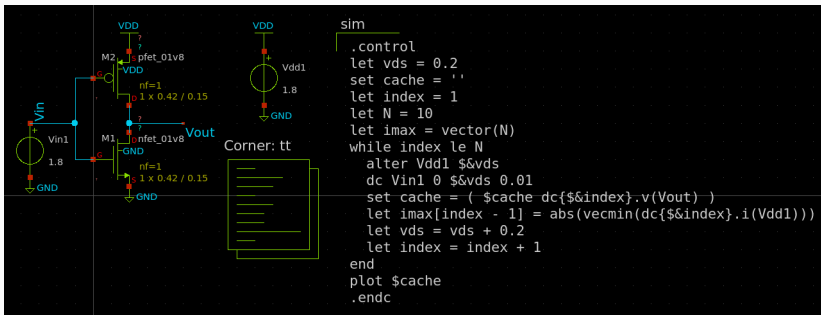 VDD
?
?
M2
S
pfet_01v8
VDD
G
nf=1
1 x 0.42 / 0.15
D
?
?
Vin
Vout
M1
D
nfet_01v8
GND
G
nf=1
S
1 x 0.42 / 0.15
GND
+
Vin1
1.8
GND
VDD
+
Vdd1
1.8
GND
Corner: tt
sim
.control
let vds = 0.2
set cache = ''
let index = 1
let N = 10
let imax = vector(N)
while index le N
alter Vdd1 $&vds
dc Vin1 0 $&vds 0.01
set cache = ( $cache dc{$&index}.v(Vout) )
let imax[index - 1] = abs(vecmin(dc{$&index}.i(Vdd1)))
let vds = vds + 0.2
let index = index + 1
end
plot $cache
.endc